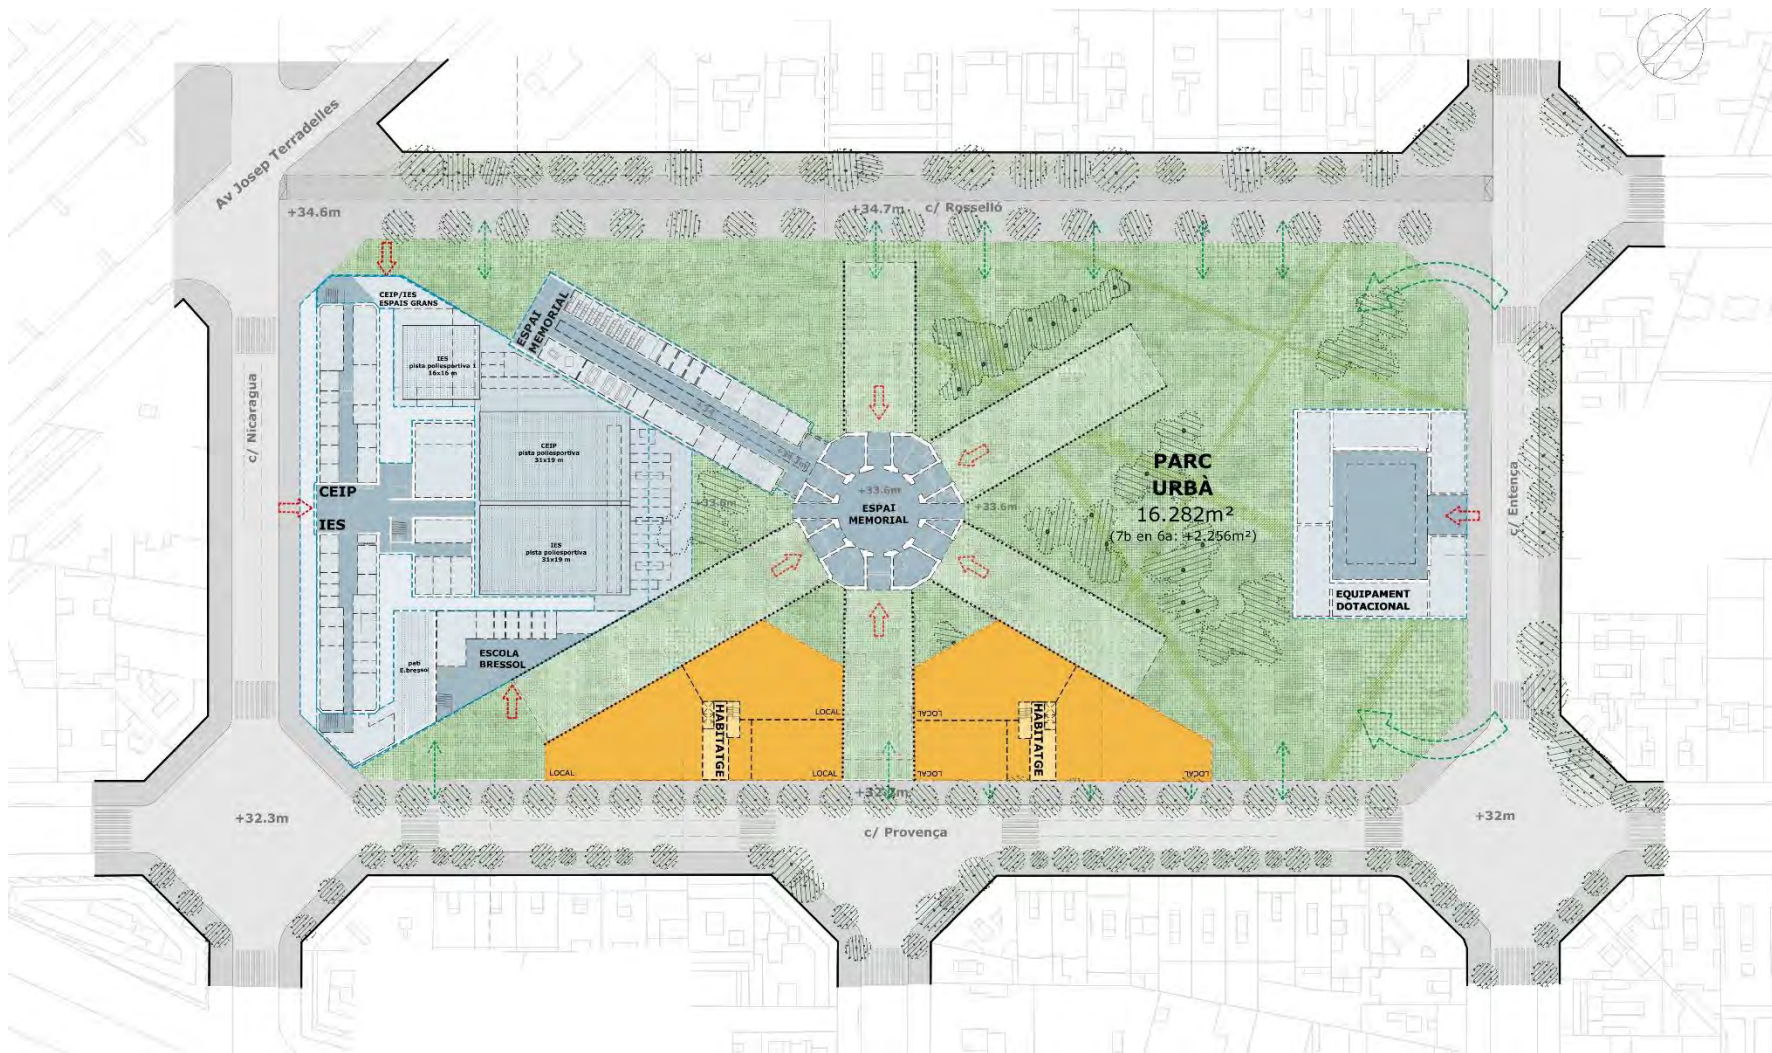 Av Josep Terradelles
+34.6m
+34.7m
c/ Rosselló
CEIP/IES
ESPAIS GRANS
ESPAI
MEMORIAL
IES
pista poliesportiva 1
16x16 m
c/ Nicaragua
CEIP
pista poliesportiva
31x19 m
CEIP
IES
IES
pista poliesportiva
31x19 m
+33.6m
ESPAI
MEMORIAL
+33.6m
PARC
URBÀ
16.282m²
(7b en 6a: +2.256m²)
c/ Entença
EQUIPAMENT
DOTACIONAL
ESCOLA
BRESSOL
pati
E.bressol
HABITATGE
HABITATGE
LOCAL
LOCAL
LOCAL
LOCAL
LOCAL
LOCAL
+32.3m
c/ Provença
+32m